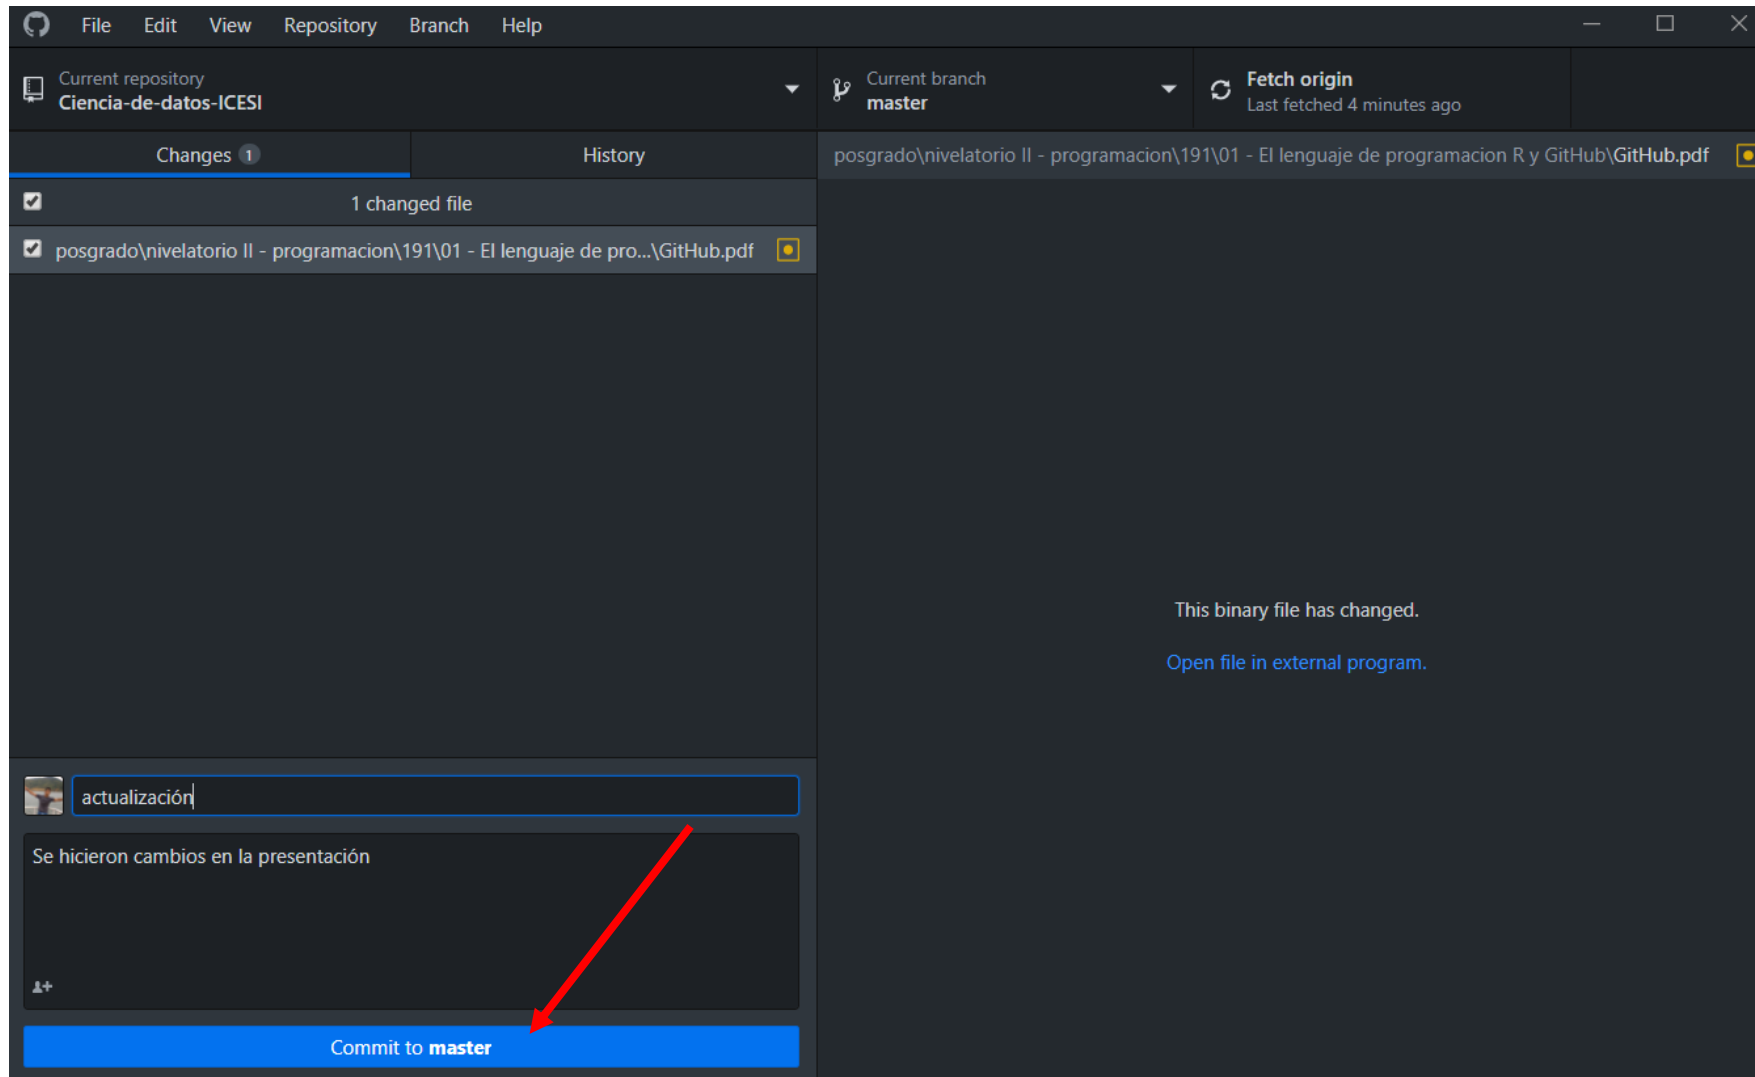 File Edit View Repository Branch Help
Current repository
Ciencia-de-datos-ICESI
Current branch
master
Fetch origin
Last fetched 4 minutes ago
Changes 1
History
posgrado\nivelatorio II - programacion\191\01 - El lenguaje de programacion R y GitHub\GitHub.pdf
1 changed file
posgrado\nivelatorio II - programacion\191\01 - El lenguaje de pro...\GitHub.pdf
This binary file has changed.
Open file in external program.
actualización
Se hicieron cambios en la presentación
Commit to master